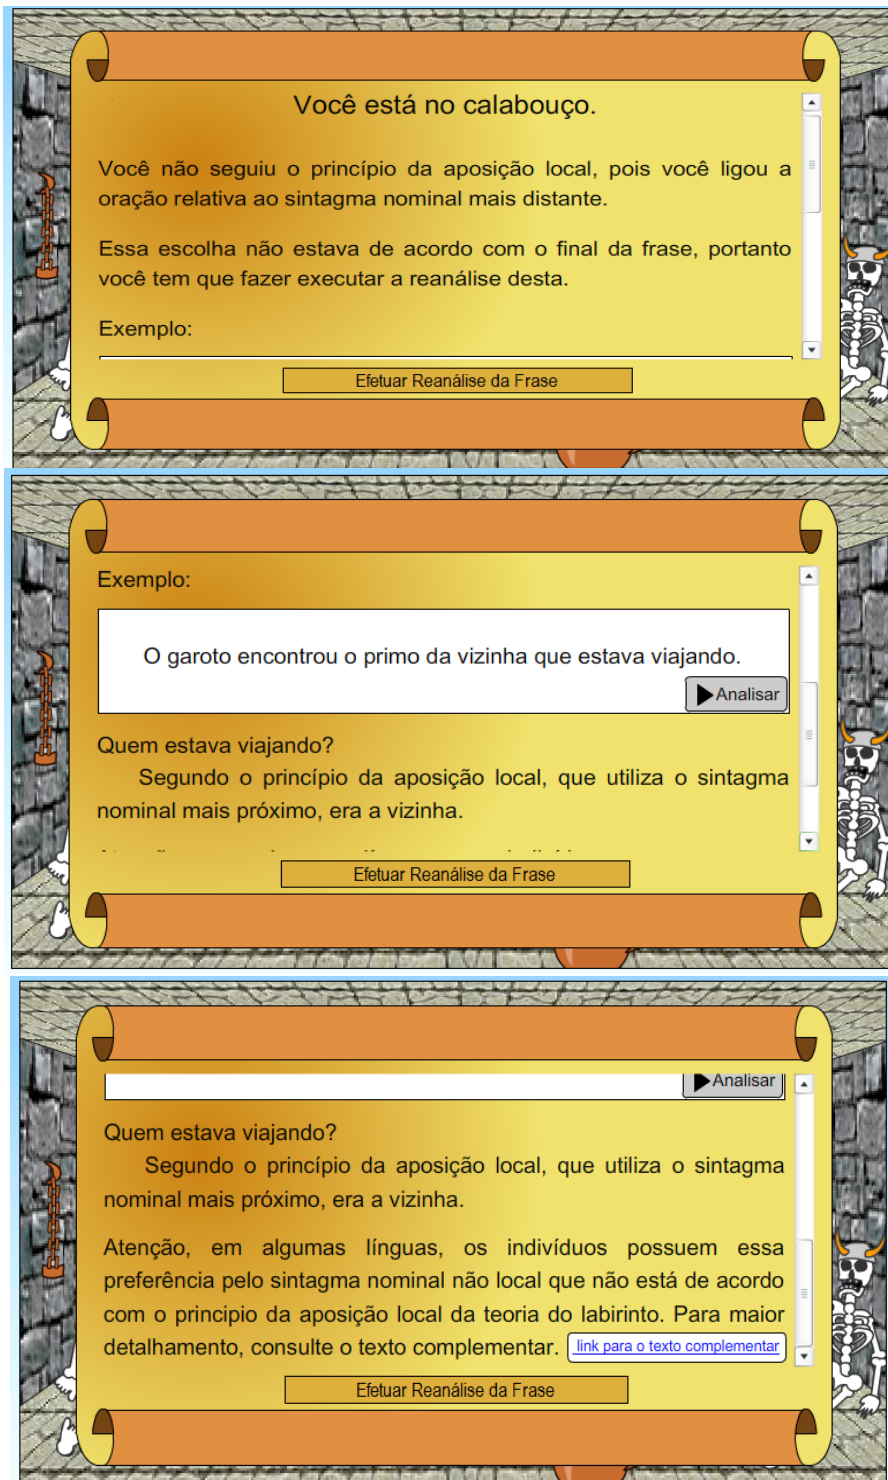 Você está no calabouço.
Você não seguiu o princípio da aposição local, pois você ligou a
oração relativa ao sintagma nominal mais distante.
Essa escolha não estava de acordo com o final da frase, portanto
você tem que fazer executar a reanálise desta.
Exemplo:
Efetuar Reanálise da Frase
Exemplo:
O garoto encontrou o primo da vizinha que estava viajando.
Analisar
Quem estava viajando?
Segundo o princípio da aposição local, que utiliza o sintagma
nominal mais próximo, era a vizinha.
Efetuar Reanálise da Frase
Analisar
Quem estava viajando?
Segundo o princípio da aposição local, que utiliza o sintagma
nominal mais próximo, era a vizinha.
Atenção, em algumas línguas, os indivíduos possuem essa
preferência pelo sintagma nominal não local que não está de acordo
com o principio da aposição local da teoria do labirinto. Para maior
detalhamento, consulte o texto complementar. link para o texto complementar
Efetuar Reanálise da Frase